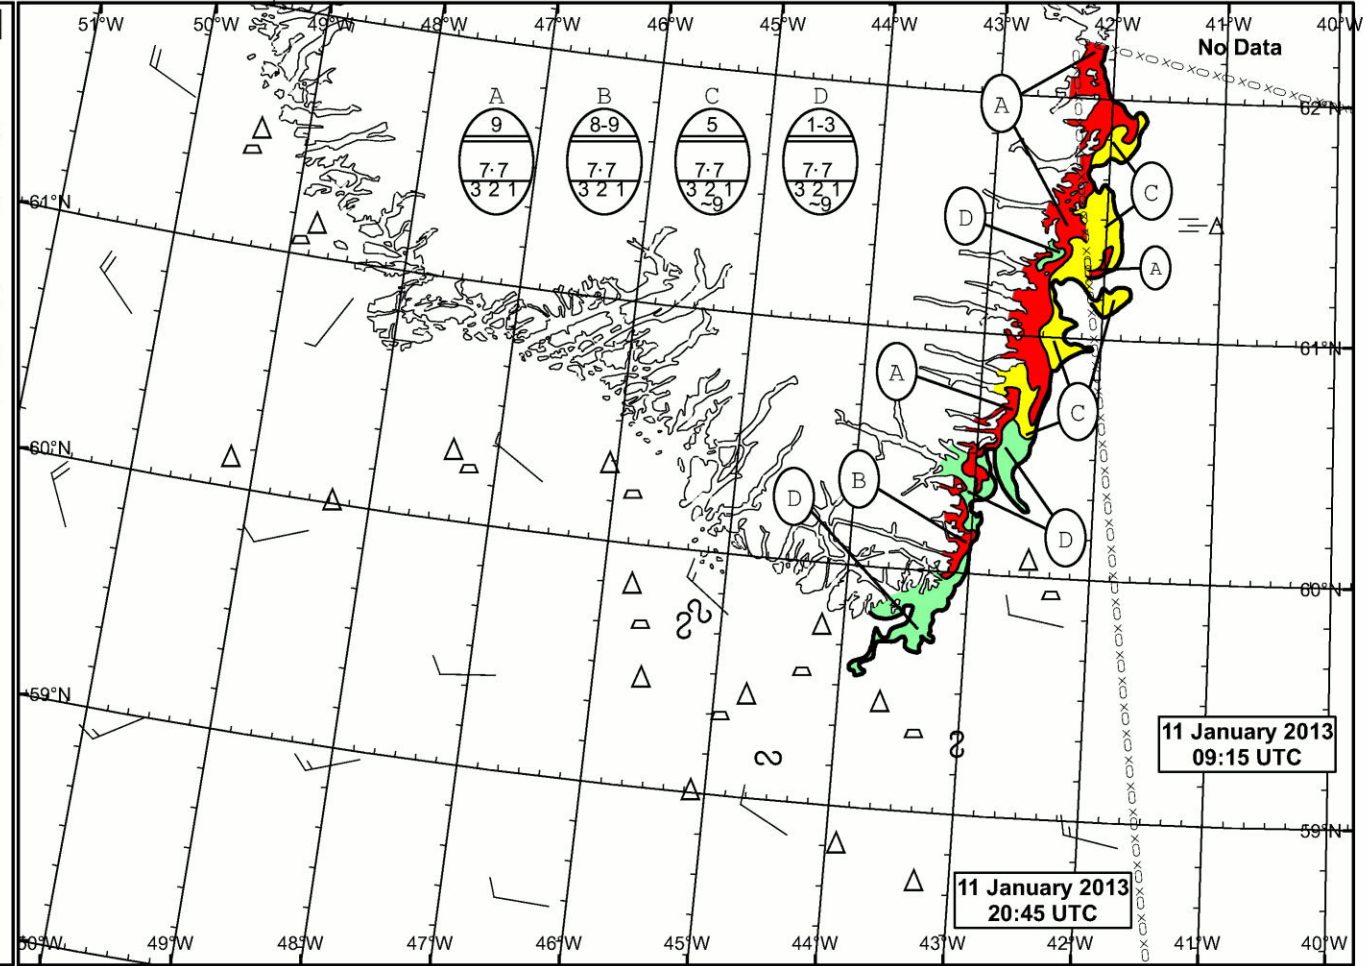 51°W 50°W 49°W 48°W 47°W 46°W 45°W 44°W 43°W 42°W 41°W 40°W
No Data
A B C D
9 8-9 5 1-3
7·7 7·7 7·7 7·7
3 2 1 3 2 1 3 2 1 3 2 1
~9 ~9
A
62°N
C
D
61°N
A
61°N
A
C
60°N
B
D
D
60°N
59°N
11 January 2013
09:15 UTC
59°N
11 January 2013
20:45 UTC
50°W 49°W 48°W 47°W 46°W 45°W 44°W 43°W 42°W 41°W 40°W